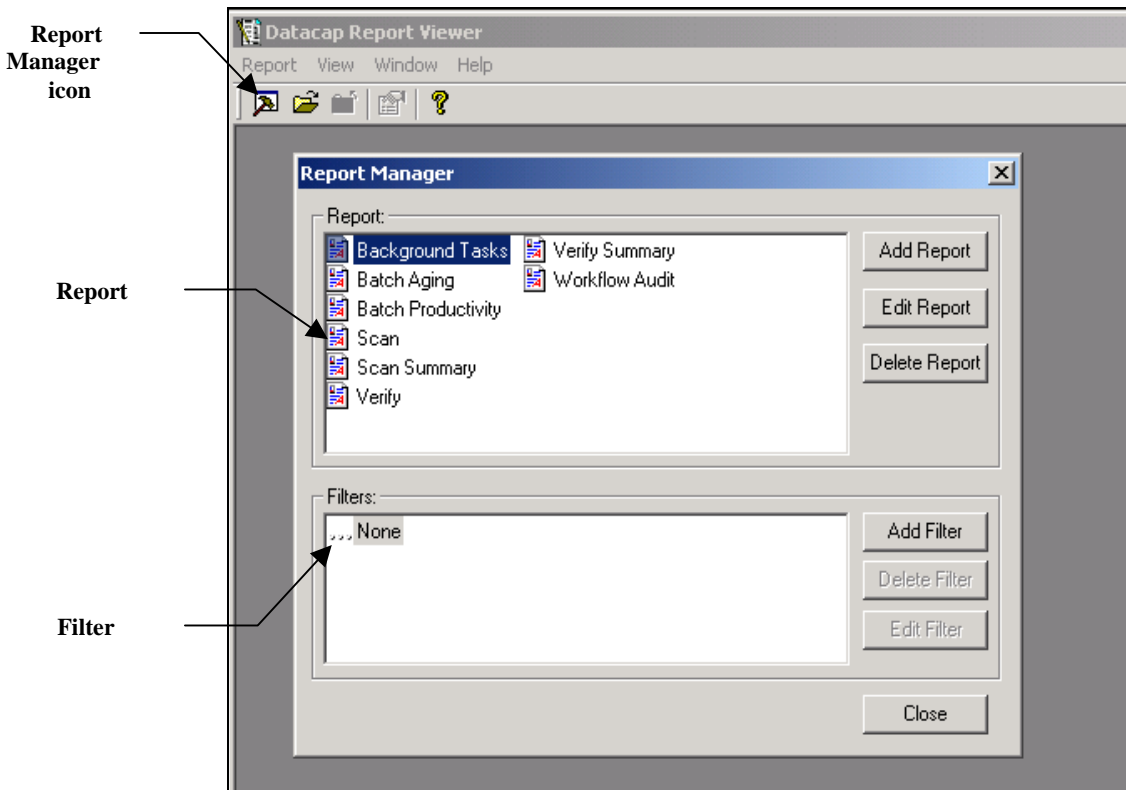 Report
Manager
icon
Datacap Report Viewer
Report View Window Help
Report Manager
Report:
Background Tasks Verify Summary
Batch Aging Workflow Audit
Batch Productivity
Scan
Scan Summary
Verify
Add Report
Edit Report
Delete Report
Report
Filters:
... None
Add Filter
Delete Filter
Edit Filter
Filter
Close